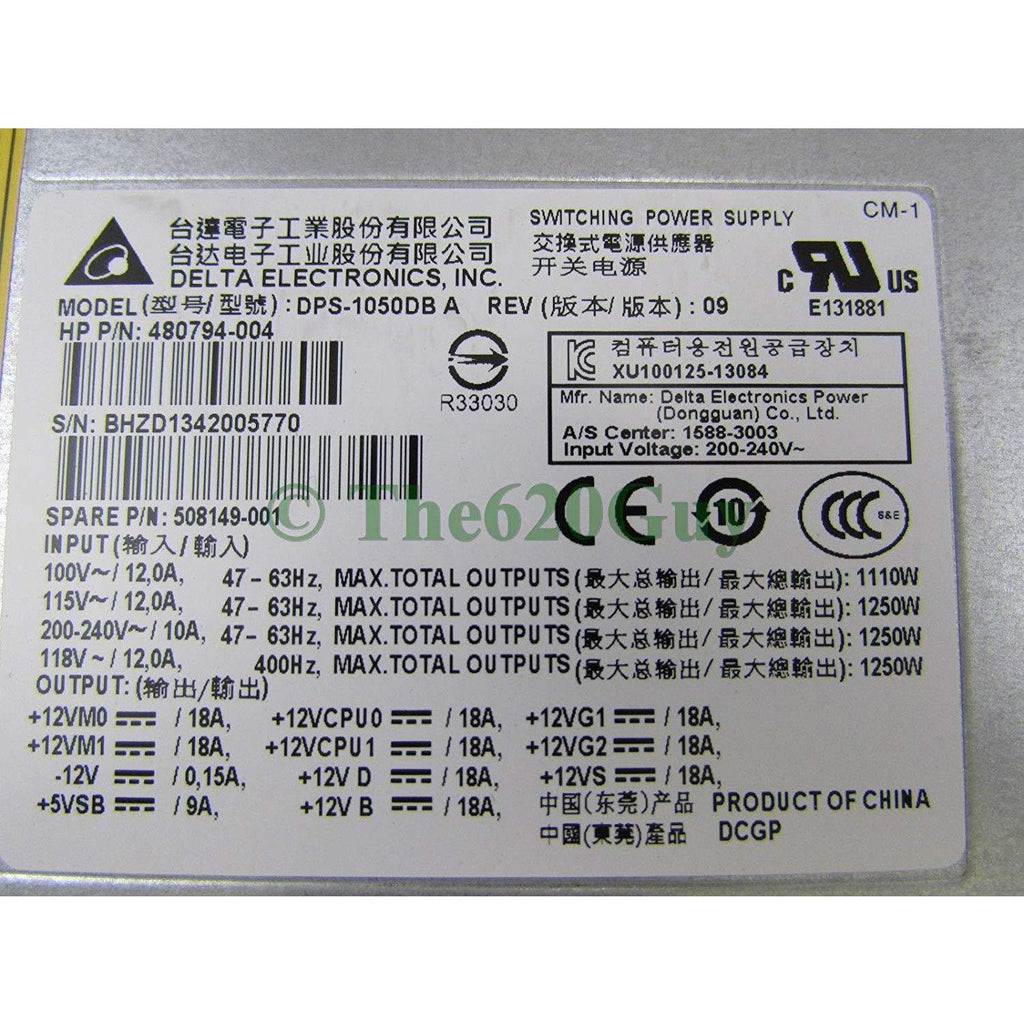 台達電子工業股份有限公司
台达电子工业股份有限公司
DELTA ELECTRONICS, INC.
SWITCHING POWER SUPPLY
交換式電源供應器
开关电源
CM-1
C RU US
E131881
MODEL(型号/型號): DPS-1050DB A REV (版本/版本): 09
HP P/N: 480794-004
R33030
S/N: BHZD1342005770
컴퓨터용전원공급장치
XU100125-13084
Mfr. Name: Delta Electronics Power
(Dongguan) Co., Ltd.
A/S Center: 1588-3003
Input Voltage: 200-240V~
CE 10 CCC S&E
© The620Guy
SPARE P/N: 508149-001
INPUT(输入/輸入)
100V~/12,0A, 47-63Hz, MAX.TOTAL OUTPUTS(最大总输出/最大總輸出): 1110W
115V~/12,0A, 47-63Hz, MAX.TOTAL OUTPUTS(最大总输出/最大總輸出): 1250W
200-240V~/10A, 47-63Hz, MAX.TOTAL OUTPUTS(最大总输出/最大總輸出): 1250W
118V~/12,0A, 400Hz, MAX.TOTAL OUTPUTS(最大总输出/最大總輸出): 1250W
OUTPUT:(输出/輸出)
+12VM0 ⎓ /18A, +12VCPU0 ⎓ /18A, +12VG1 ⎓ /18A,
+12VM1 ⎓ /18A, +12VCPU1 ⎓ /18A, +12VG2 ⎓ /18A,
-12V ⎓ /0,15A, +12V D ⎓ /18A, +12VS ⎓ /18A,
+5VSB ⎓ /9A, +12V B ⎓ /18A,
中国(东莞)产品 PRODUCT OF CHINA
中國(東莞)產品 DCGP